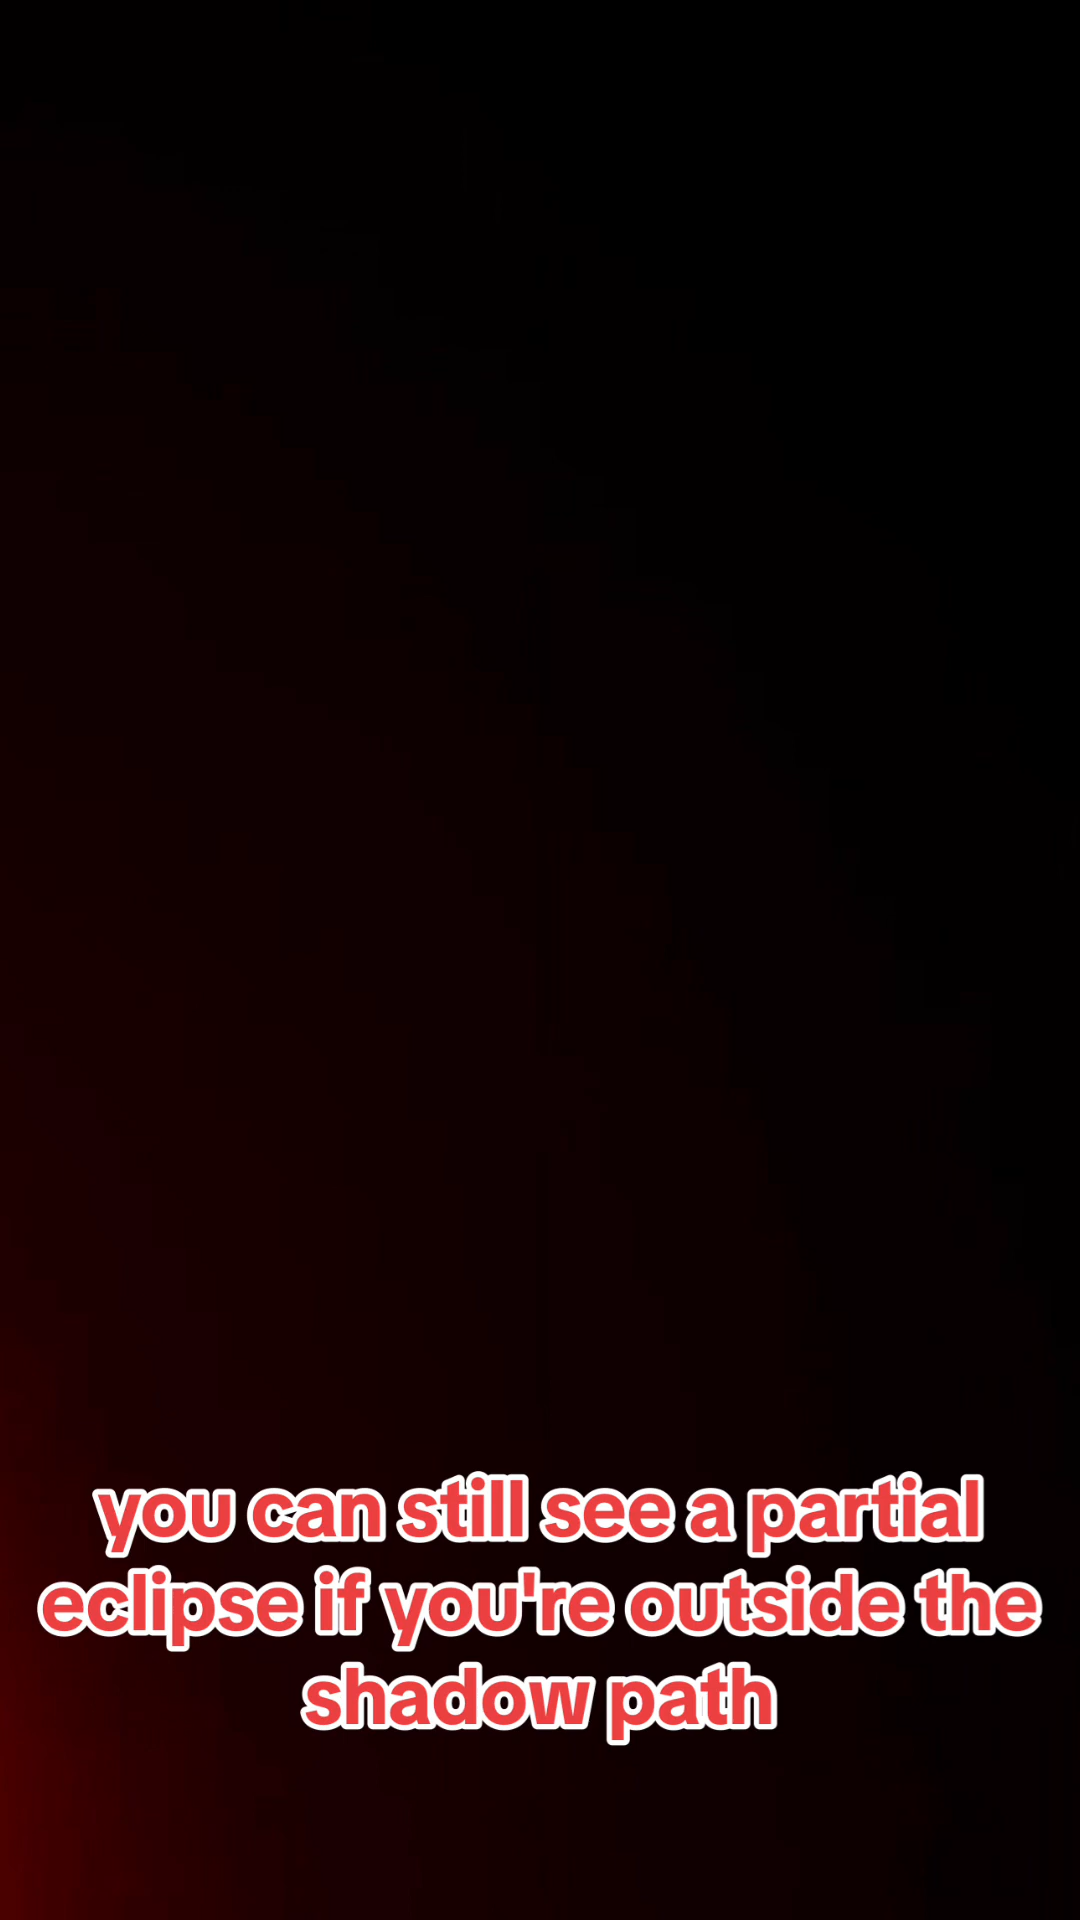 you can still see a partial
eclipse if you're outside the
shadow path